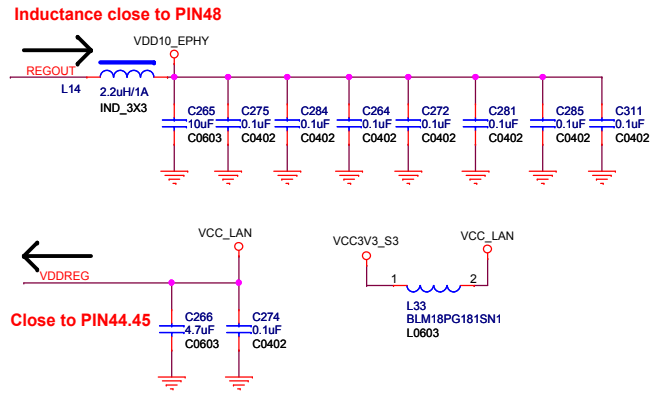 Inductance close to PIN48
VDD10_EPHY
REGOUT
L14
2.2uH/1A
IND_3X3
C265
10uF
C0603
C275
0.1uF
C0402
C284
0.1uF
C0402
C264
0.1uF
C0402
C272
0.1uF
C0402
C281
0.1uF
C0402
C285
0.1uF
C0402
C311
0.1uF
C0402
VCC_LAN
VDDREG
Close to PIN44.45
C266
4.7uF
C0603
C274
0.1uF
C0402
VCC3V3_S3
VCC_LAN
1
2
L33
BLM18PG181SN1
L0603